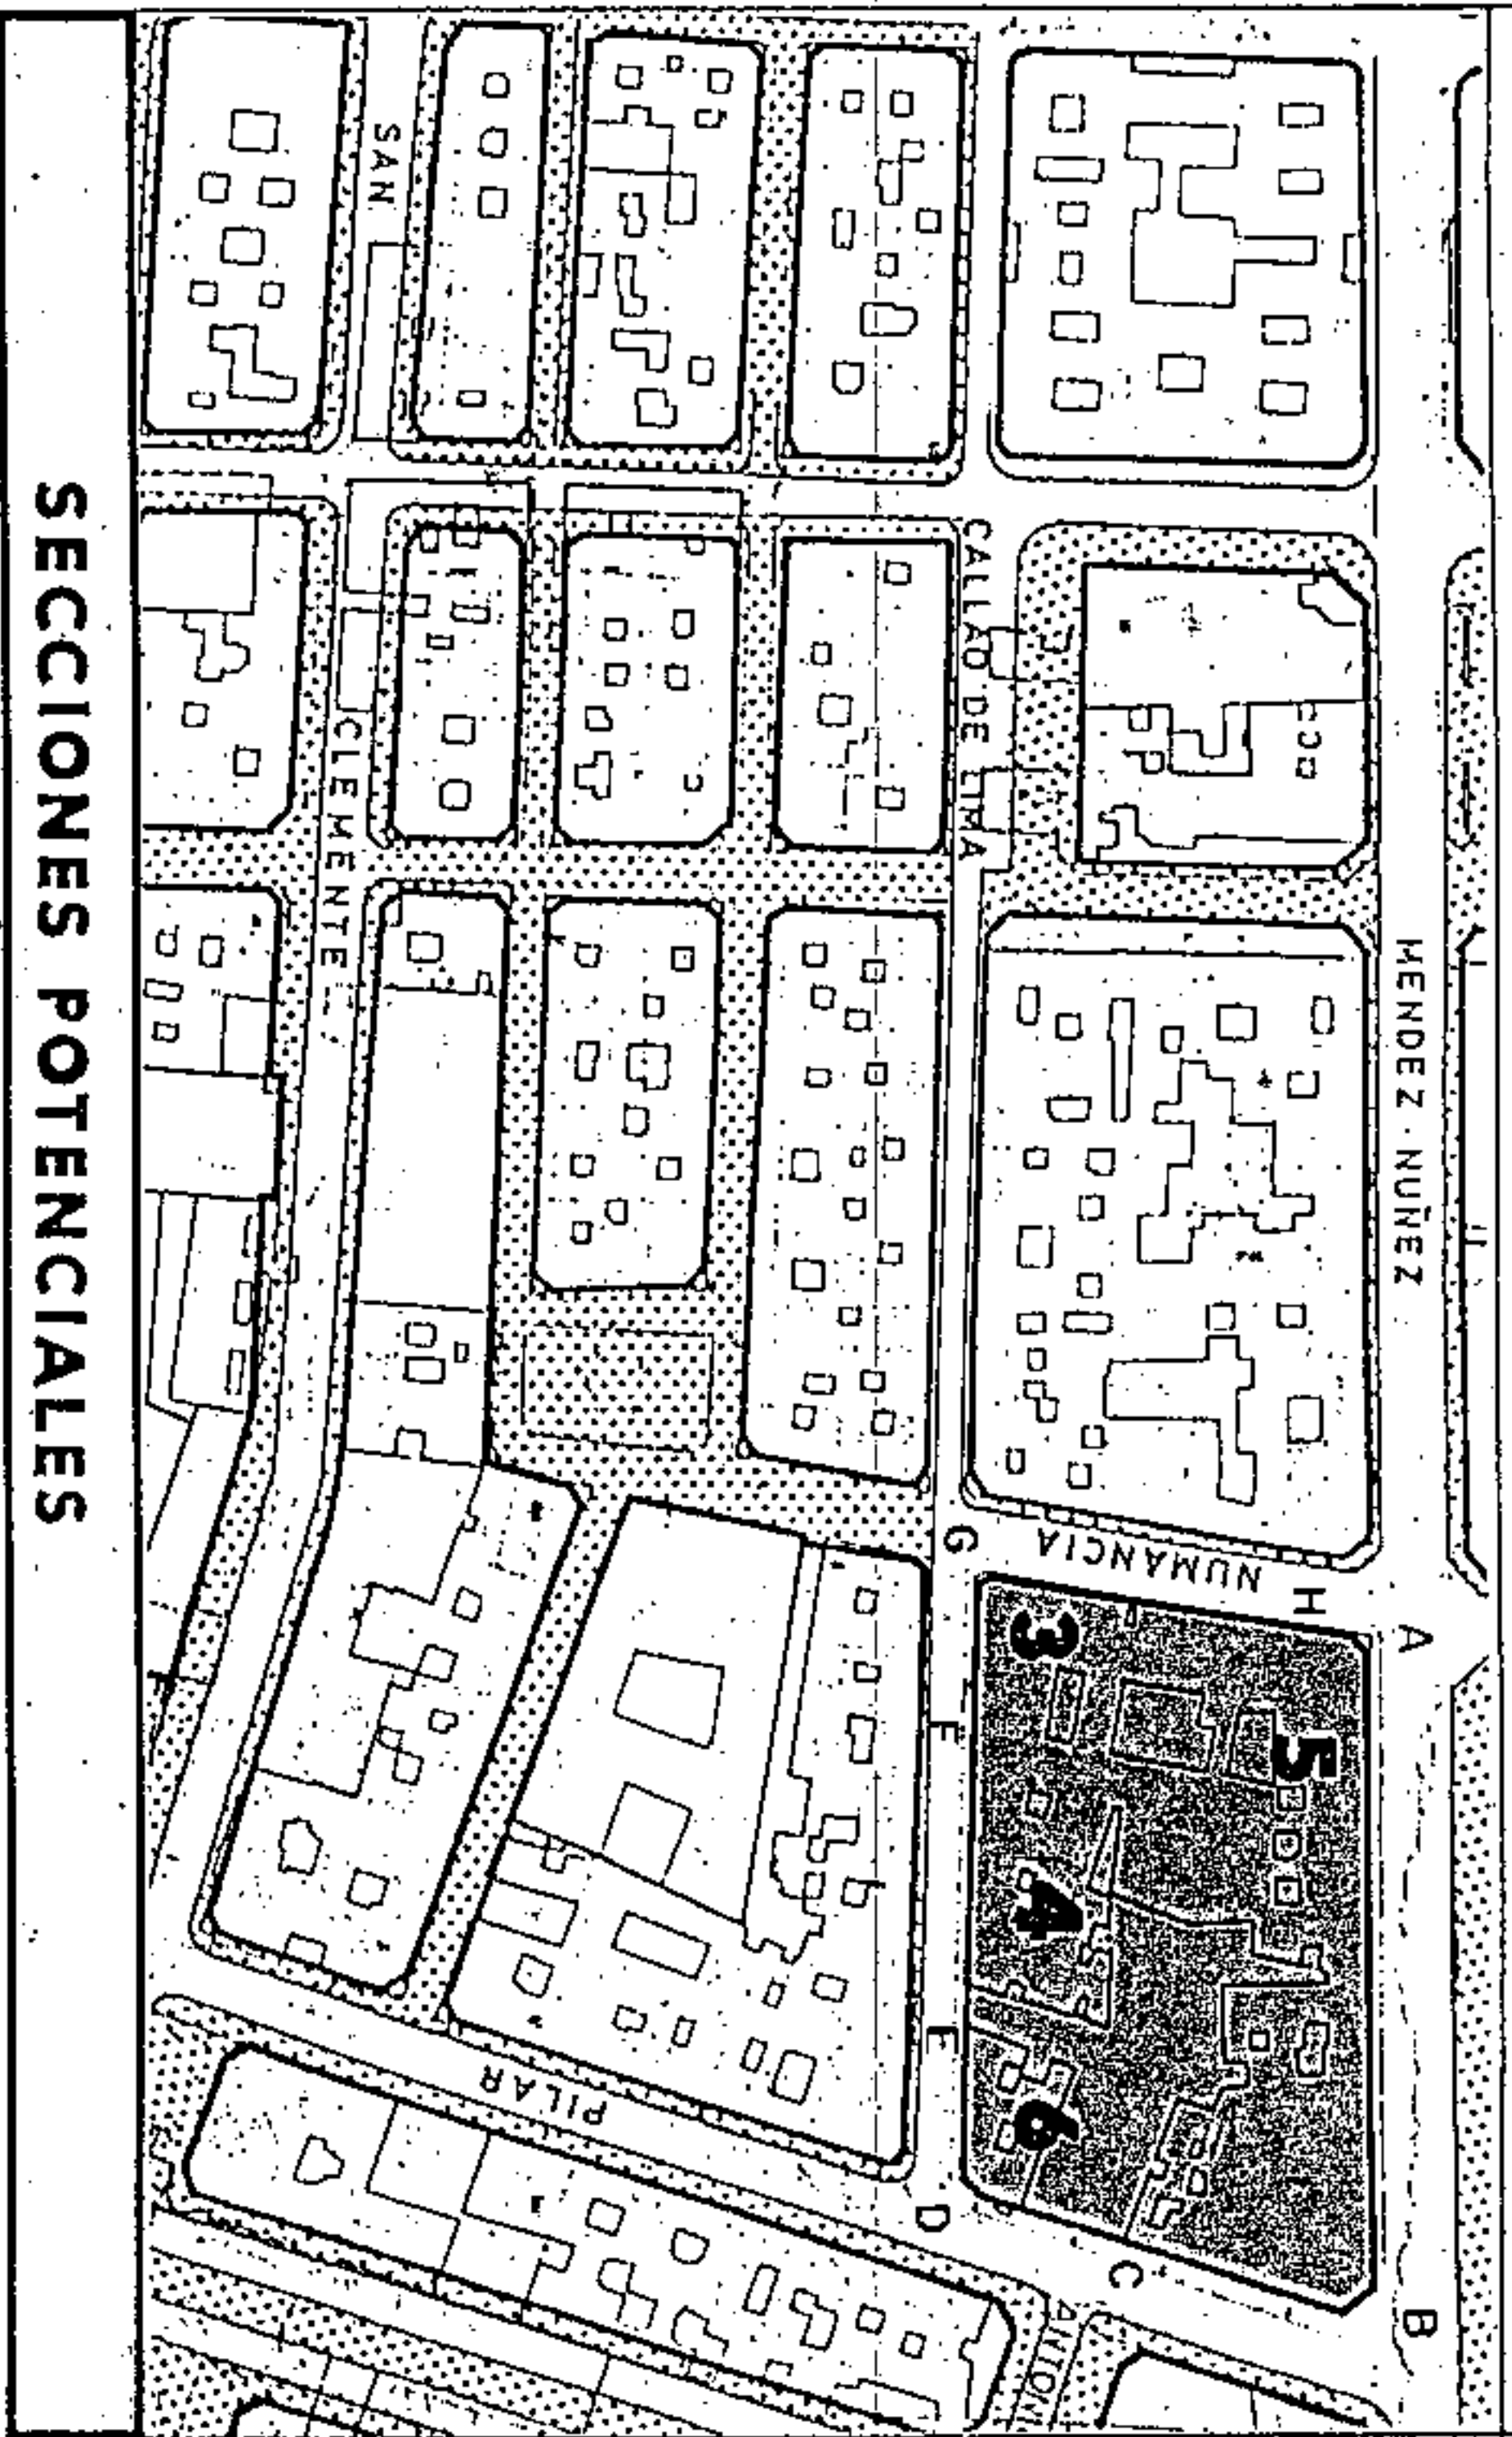 SECCIONES POTENCIALES
MENDEZ NUÑEZ
A
B
H
NUMANCIA
5
C
3
4
6
G
F
E
D
CALLAO DE LIMA
PILAR
SAN
CLEMENTE